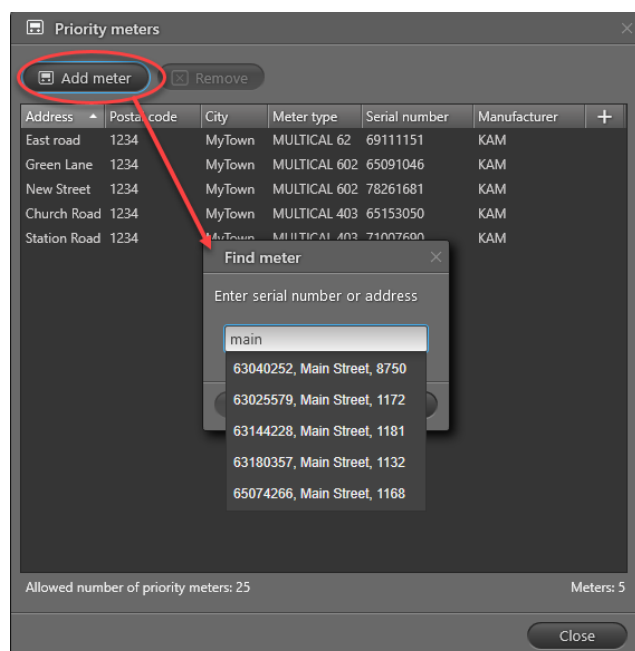 Priority meters
Add meter Remove
Address Postal code City Meter type Serial number Manufacturer
East road 1234 MyTown MULTICAL 62 69111151 KAM
Green Lane 1234 MyTown MULTICAL 602 65091046 KAM
New Street 1234 MyTown MULTICAL 602 78261681 KAM
Church Road 1234 MyTown MULTICAL 403 65153050 KAM
Station Road 1234 MyTown MULTICAL 403 71007690 KAM
Find meter
Enter serial number or address
main
63040252, Main Street, 8750
63025579, Main Street, 1172
63144228, Main Street, 1181
63180357, Main Street, 1132
65074266, Main Street, 1168
Allowed number of priority meters: 25 Meters: 5
Close